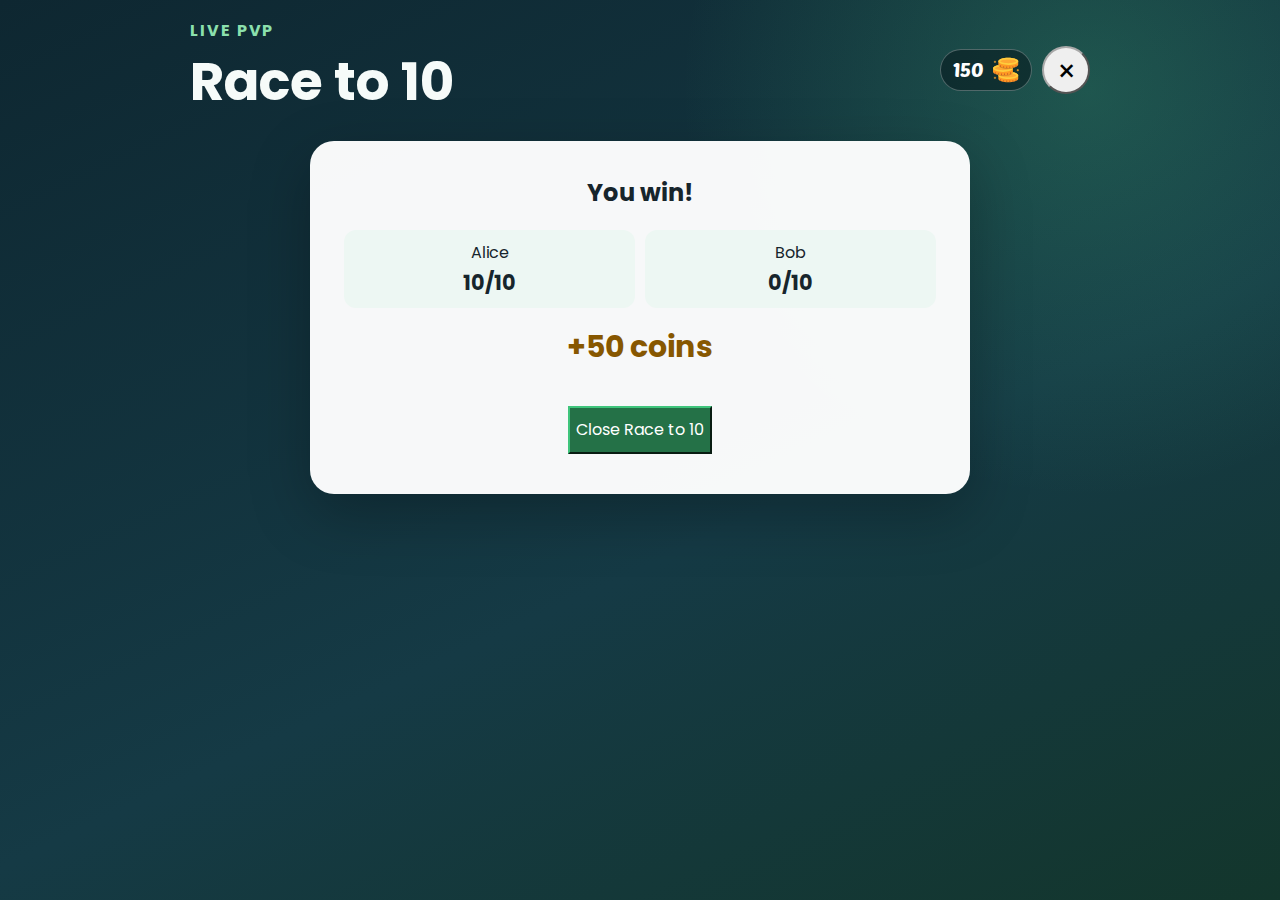 LIVE PVP
Race to 10
150
×
You win!
Alice
10/10
Bob
0/10
+50 coins
Close Race to 10